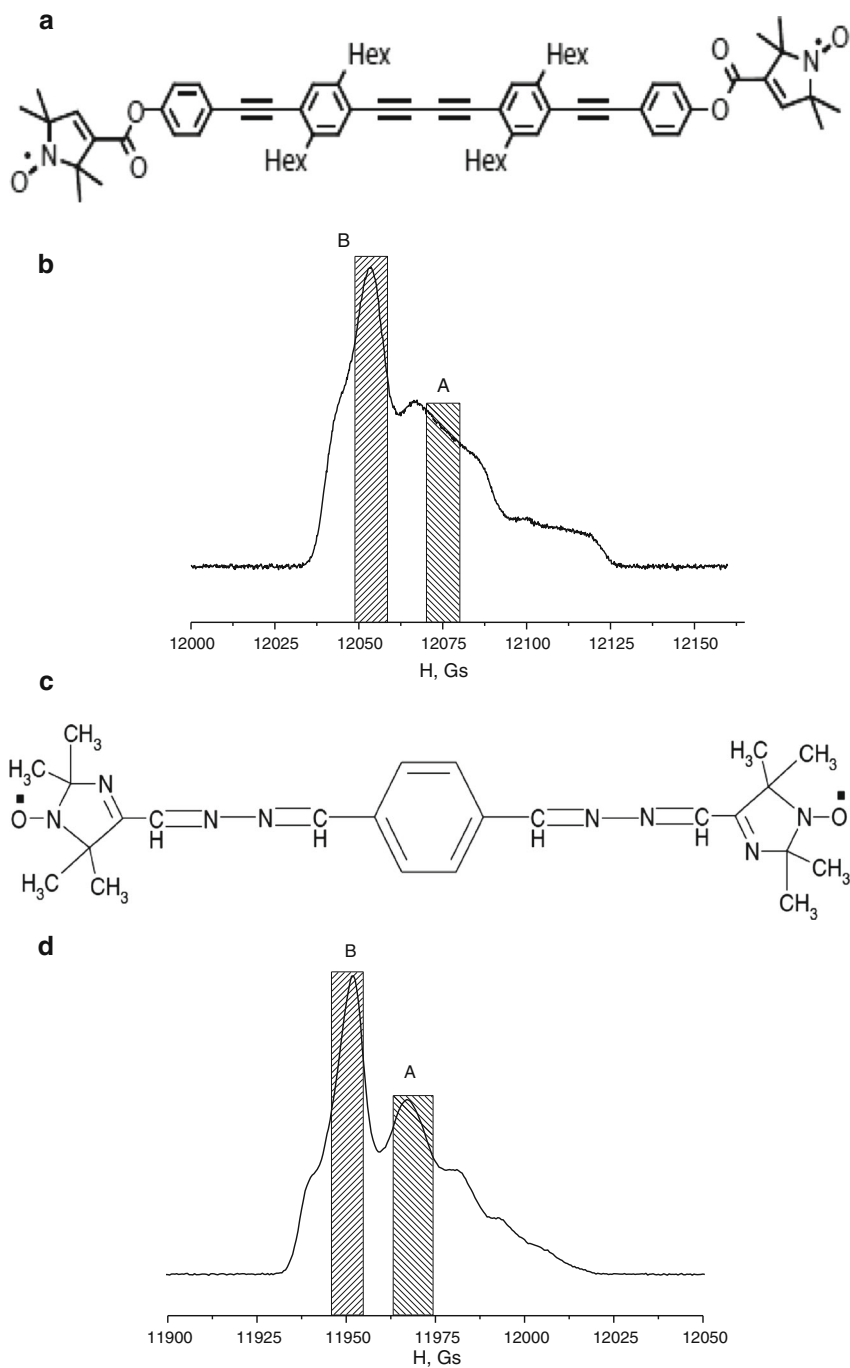 a
Hex Hex
O O N O
O O
N O Hex Hex
O
b
B
A
12000 12025 12050 12075 12100 12125 12150
H, Gs
c
CH3 H3C CH3
H3C N
O N C N N C C N N C N O
H H H H
N CH3
H3C CH3 CH3
d
B
A
11900 11925 11950 11975 12000 12025 12050
H, Gs